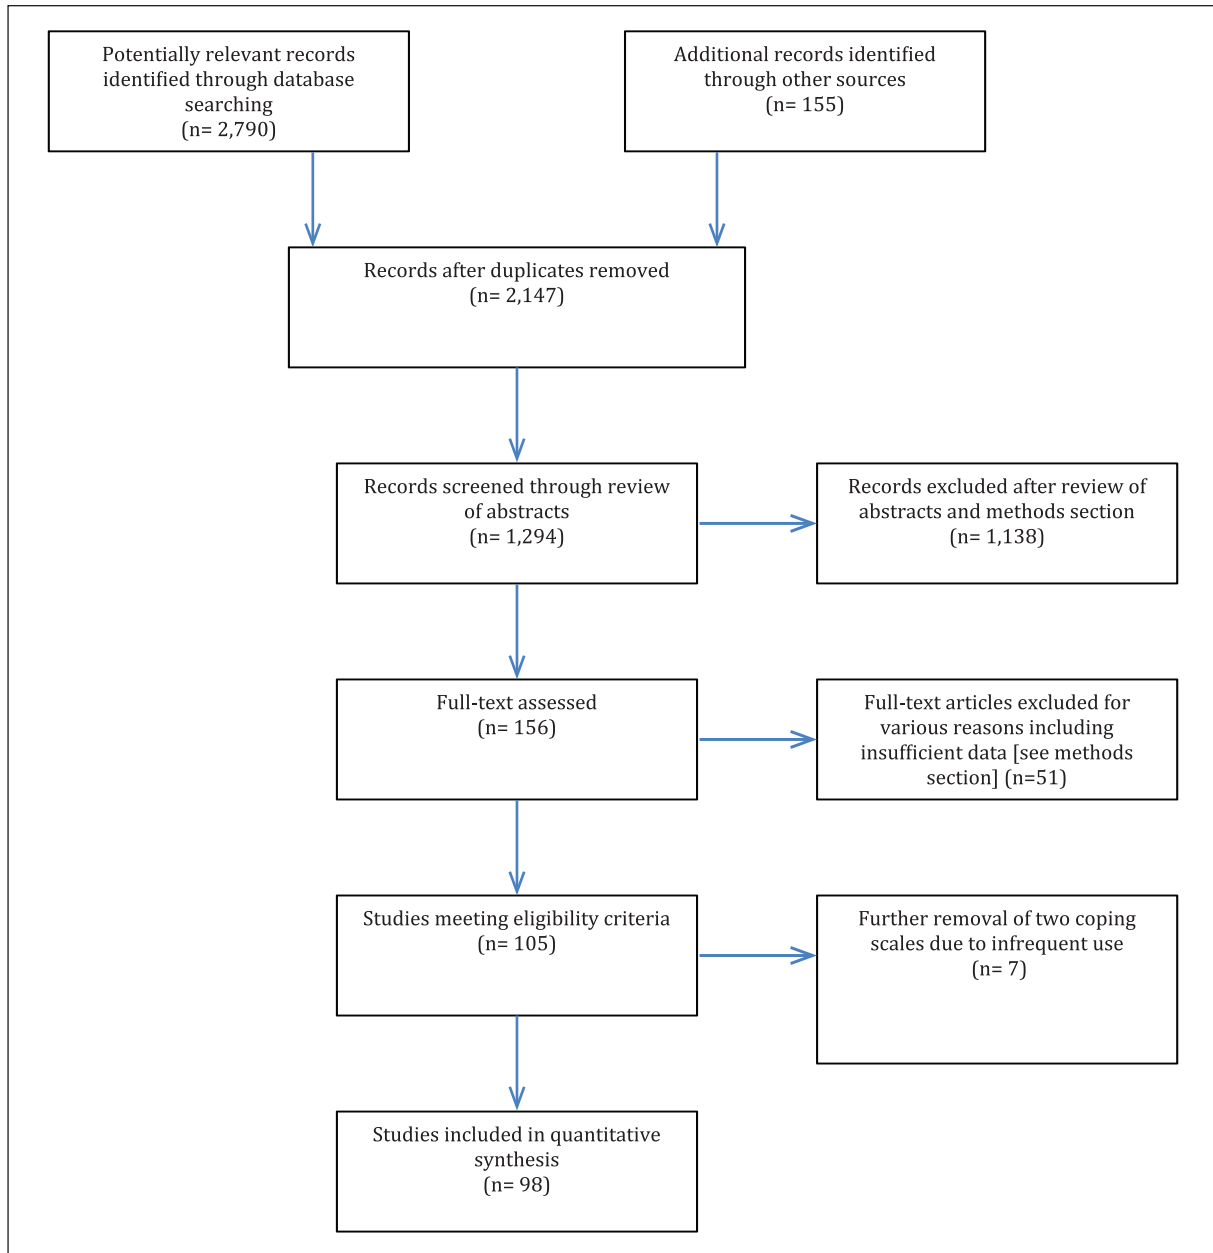 Potentially relevant records
identified through database
searching
(n= 2,790)
Additional records identified
through other sources
(n= 155)
Records after duplicates removed
(n= 2,147)
Records screened through review
of abstracts
(n= 1,294)
Records excluded after review of
abstracts and methods section
(n= 1,138)
Full-text assessed
(n= 156)
Full-text articles excluded for
various reasons including
insufficient data [see methods
section] (n=51)
Studies meeting eligibility criteria
(n= 105)
Further removal of two coping
scales due to infrequent use
(n= 7)
Studies included in quantitative
synthesis
(n= 98)